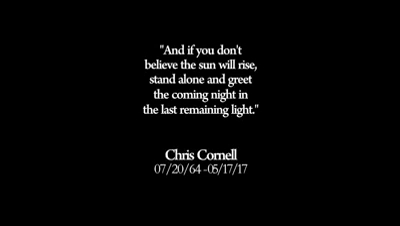 "And if you don't
believe the sun will rise,
stand alone and greet
the coming night in
the last remaining light."
Chris Cornell
07/20/64 -05/17/17